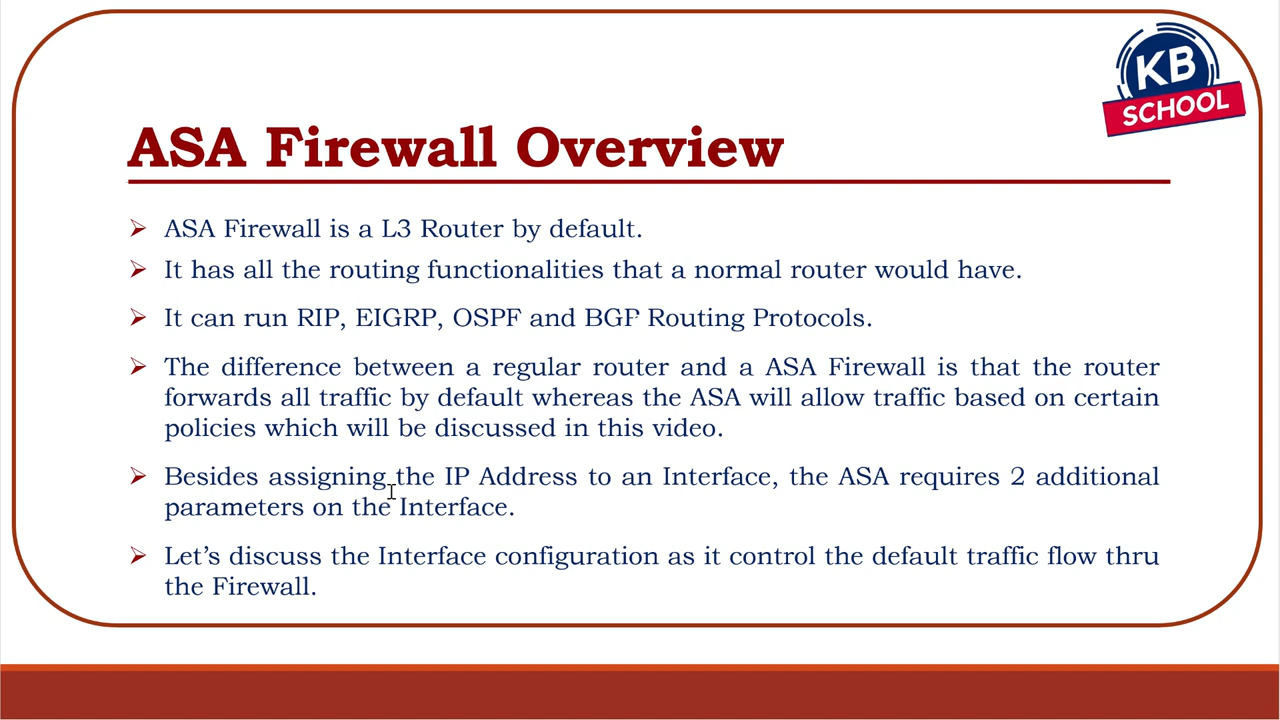 KB
SCHOOL
ASA Firewall Overview
ASA Firewall is a L3 Router by default.
It has all the routing functionalities that a normal router would have.
It can run RIP, EIGRP, OSPF and BGP Routing Protocols.
The difference between a regular router and a ASA Firewall is that the router
forwards all traffic by default whereas the ASA will allow traffic based on certain
policies which will be discussed in this video.
Besides assigning the IP Address to an Interface, the ASA requires 2 additional
parameters on the Interface.
Let’s discuss the Interface configuration as it control the default traffic flow thru
the Firewall.